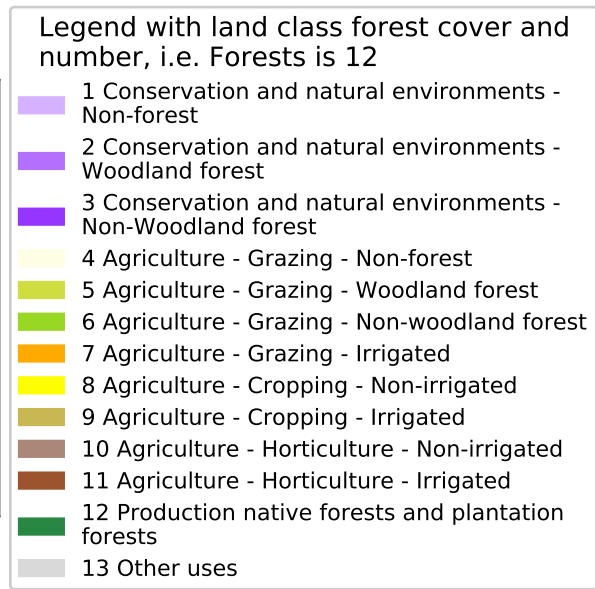 Legend with land class forest cover and
number, i.e. Forests is 12
1 Conservation and natural environments -
Non-forest
2 Conservation and natural environments -
Woodland forest
3 Conservation and natural environments -
Non-Woodland forest
4 Agriculture - Grazing - Non-forest
5 Agriculture - Grazing - Woodland forest
6 Agriculture - Grazing - Non-woodland forest
7 Agriculture - Grazing - Irrigated
8 Agriculture - Cropping - Non-irrigated
9 Agriculture - Cropping - Irrigated
10 Agriculture - Horticulture - Non-irrigated
11 Agriculture - Horticulture - Irrigated
12 Production native forests and plantation
forests
13 Other uses